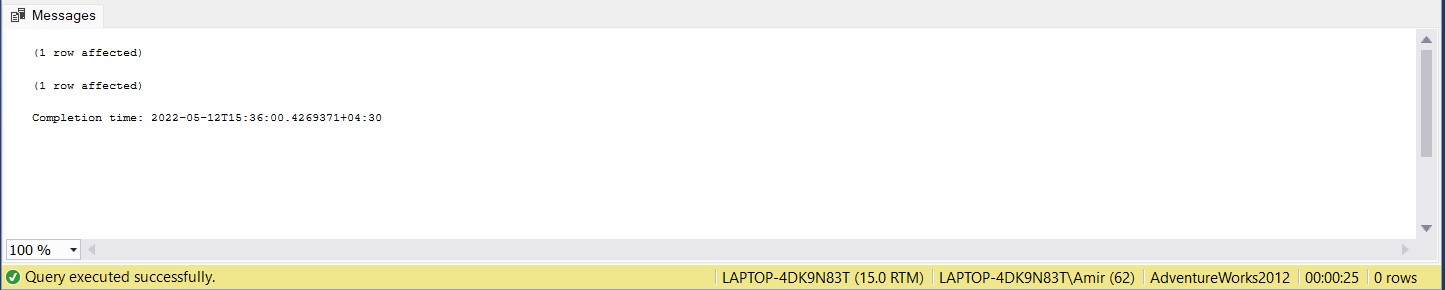 Messages
(1 row affected)
(1 row affected)
Completion time: 2022-05-12T15:36:00.4269371+04:30
100 %
Query executed successfully. LAPTOP-4DK9N83T (15.0 RTM) LAPTOP-4DK9N83T\Amir (62) AdventureWorks2012 00:00:25 0 rows